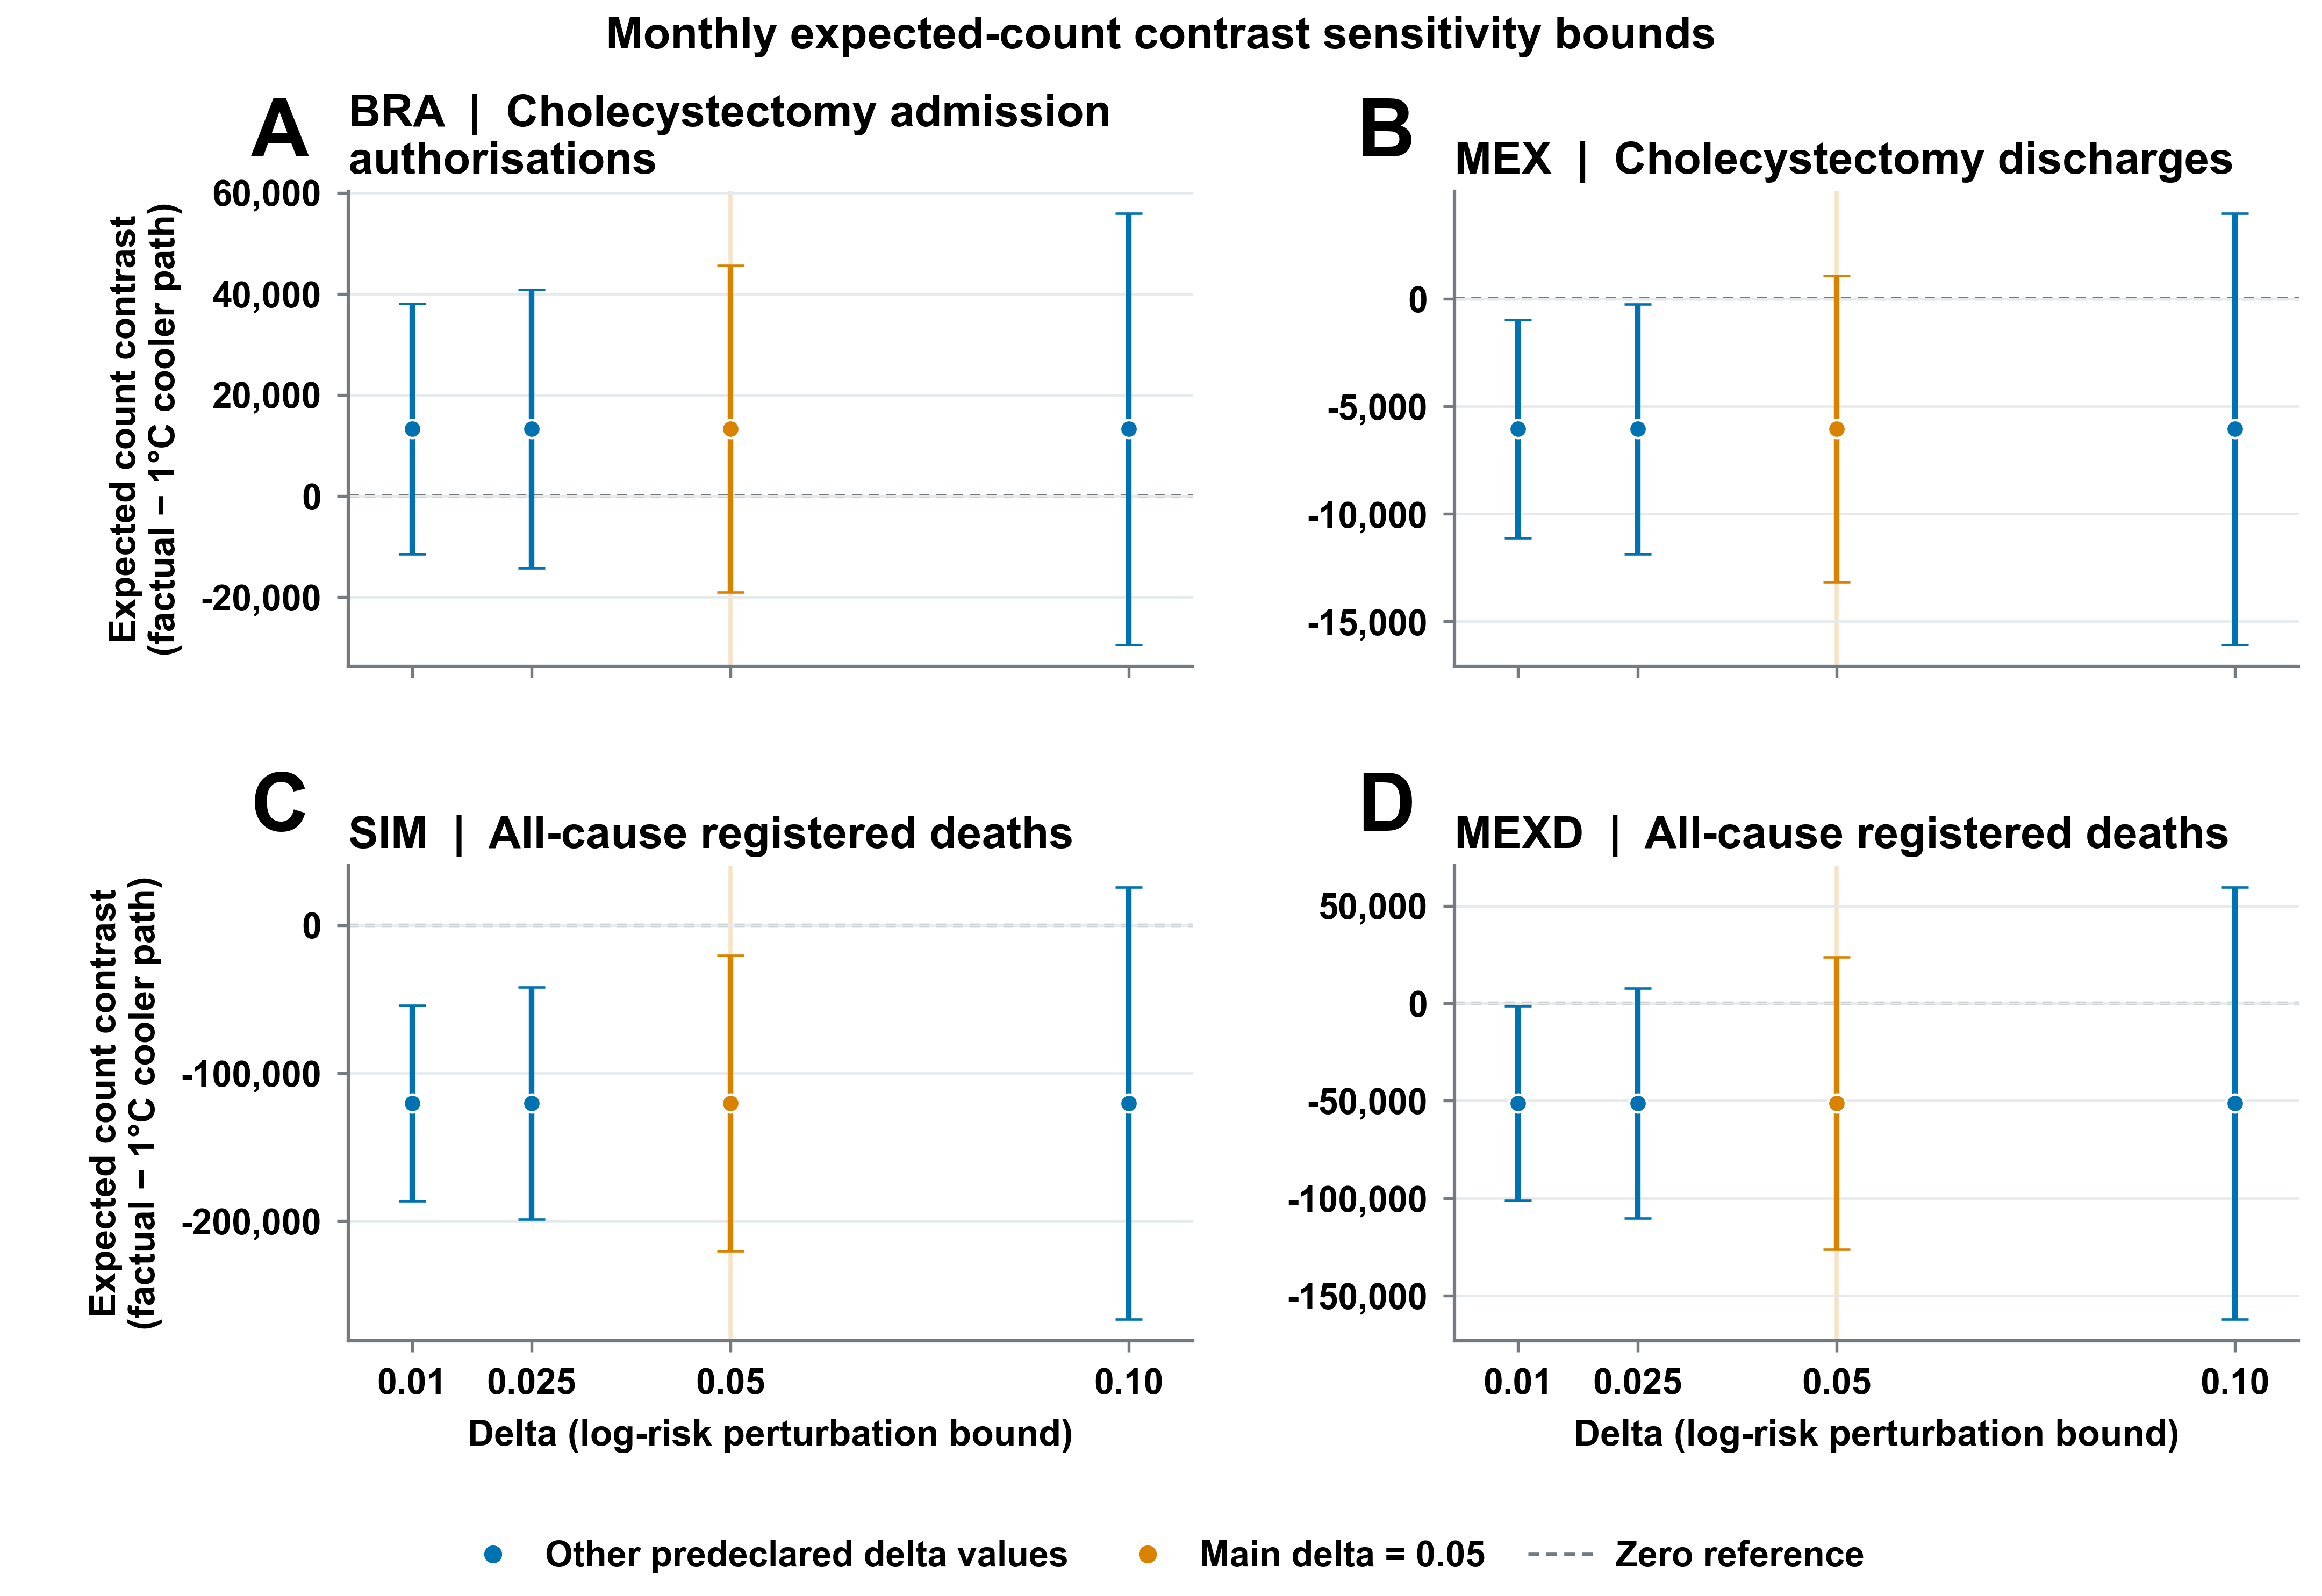 Monthly expected-count contrast sensitivity bounds
A
BRA | Cholecystectomy admission
authorisations
Expected count contrast
(factual – 1°C cooler path)
60,000
40,000
20,000
0
-20,000
B
MEX | Cholecystectomy discharges
0
-5,000
-10,000
-15,000
C
SIM | All-cause registered deaths
Expected count contrast
(factual – 1°C cooler path)
0
-100,000
-200,000
0.01 0.025 0.05 0.10
Delta (log-risk perturbation bound)
D
MEXD | All-cause registered deaths
50,000
0
-50,000
-100,000
-150,000
0.01 0.025 0.05 0.10
Delta (log-risk perturbation bound)
Other predeclared delta values
Main delta = 0.05
Zero reference